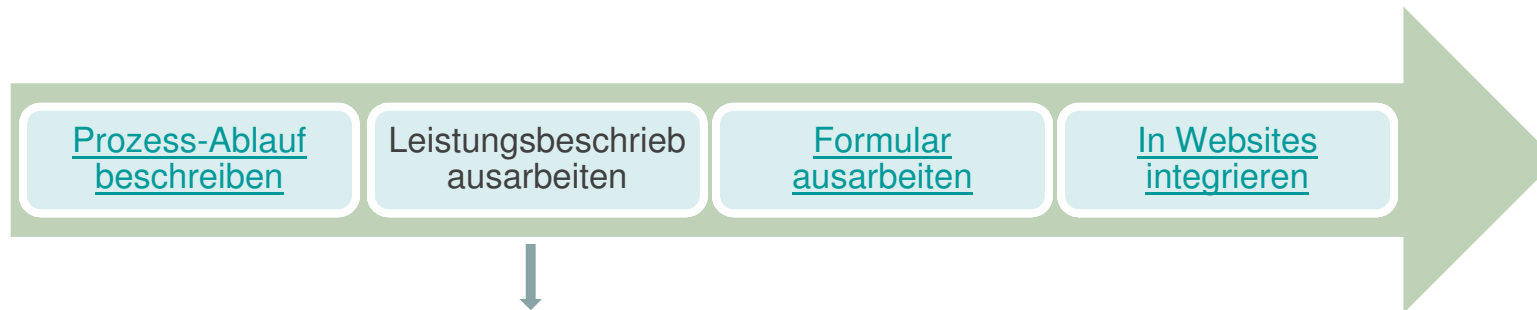 Prozess-Ablauf
beschreiben
Leistungsbeschrieb
ausarbeiten
Formular
ausarbeiten
In Websites
integrieren